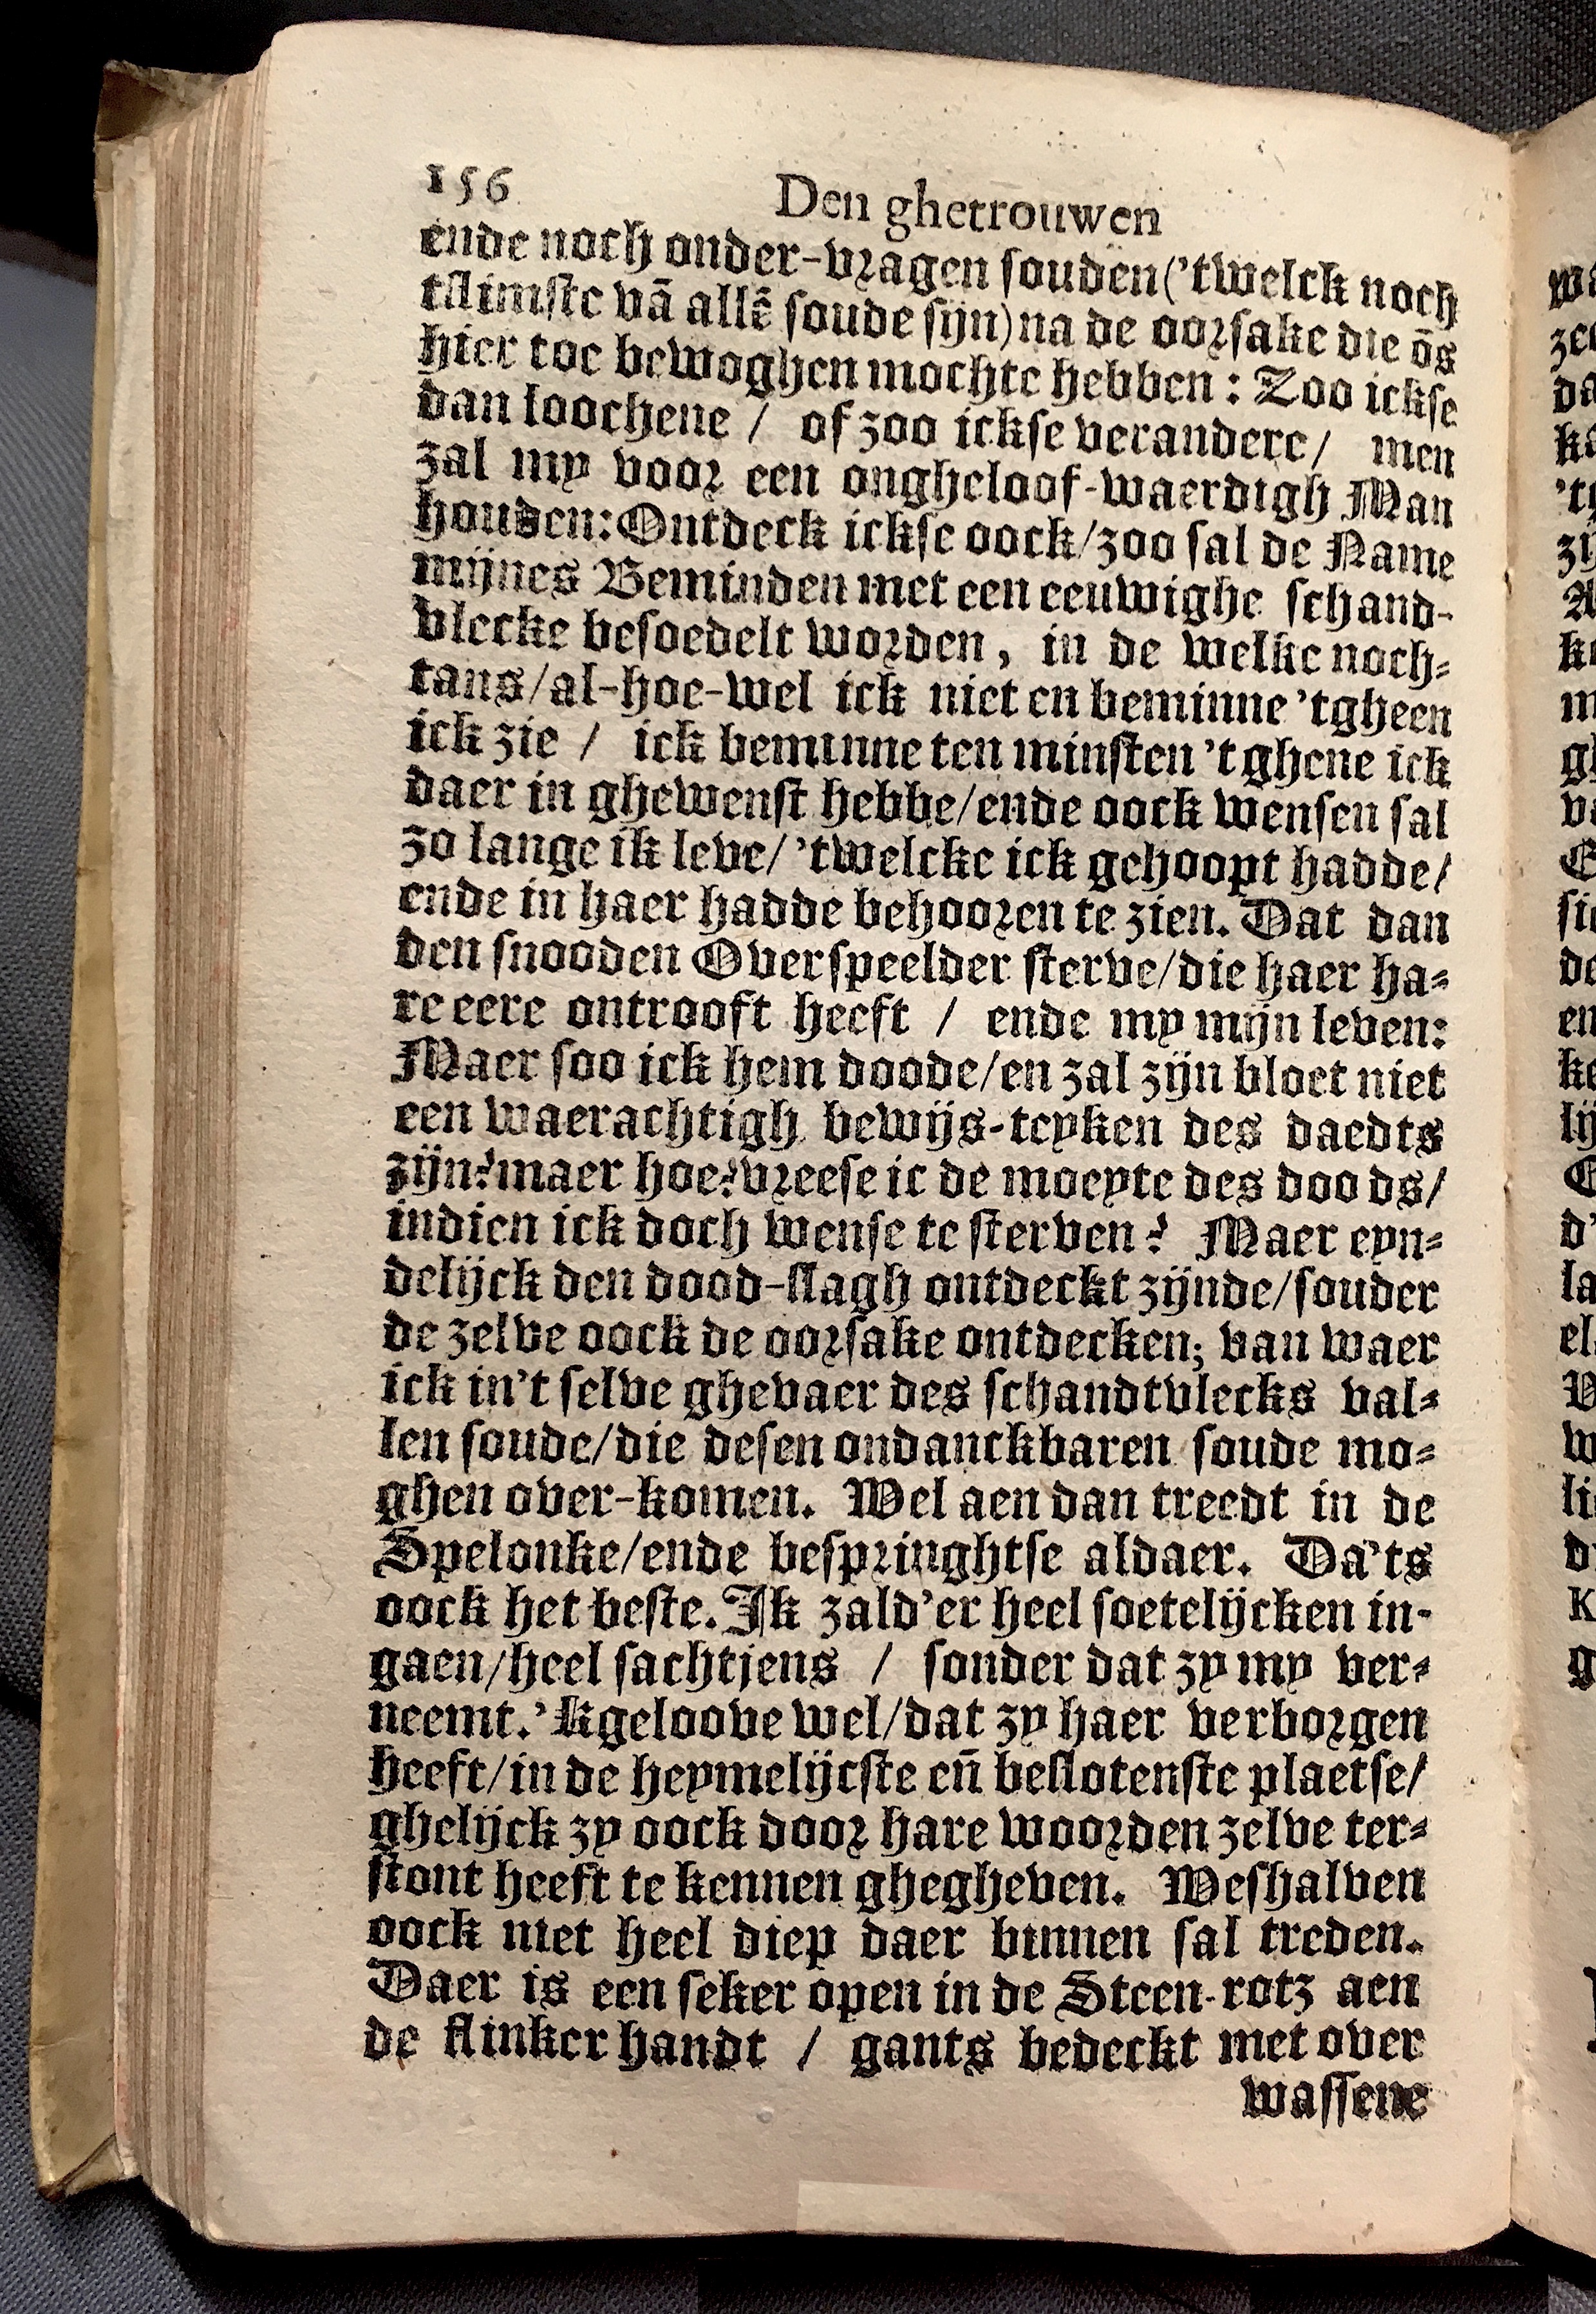 156
Den ghetrouwen
ende noch onder-vragen souden('twelck noch
tslimste vā allē soude sijn)na de oorsake die ōs
hier toe bewoghen mochte hebben: Zoo ickse
dan loochene / of zoo ickse verandere/ men
zal my voor een ongheloof-waerdigh Man
houden:Ontdeck ickse oock/zoo sal de Name
mijnes Beminden met een eeuwighe schand-
vlecke besoedelt worden, in de welke noch-
tans/al-hoe-wel ick niet en beminne 'tgheen
ick zie / ick beminne ten minsten 't ghene ick
daer in ghewenst hebbe/ende oock wensen sal
zo lange ik leve/'twelcke ick gehoopt hadde/
ende in haer hadde behooren te zien. Dat dan
den snooden Overspeelder sterve/die haer ha-
re eere ontrooft heeft / ende my mijn leven:
Maer soo ick hem doode/en zal zijn bloet niet
een waerachtigh bewijs-teyken des daedts
zijn?maer hoe?vreese ic de moeyte des doods/
indien ick doch wense te sterven? Maer eyn-
delijck den dood-slagh ontdeckt zijnde/souder
de zelve oock de oorsake ontdecken; van waer
ick in't selve ghevaer des schandtvlecks val-
len soude/die desen ondanckbaren soude mo-
ghen over-komen. Wel aen dan treedt in de
Spelonke/ende bespringhtse aldaer. Da'ts
oock het beste. Ik zald'er heel soetelijcken in-
gaen/heel sachtjens / sonder dat zy my ver-
neemt.'Kgeloove wel/dat zy haer verborgen
heeft/in de heymelijcste eñ beslotenste plaetse/
ghelijck zy oock door hare woorden zelve ter-
stont heeft te kennen ghegheven. Weshalven
oock niet heel diep daer binnen sal treden.
Daer is een seker open in de Steen-rotz aen
de slinker handt / gants bedeckt met over
wassene